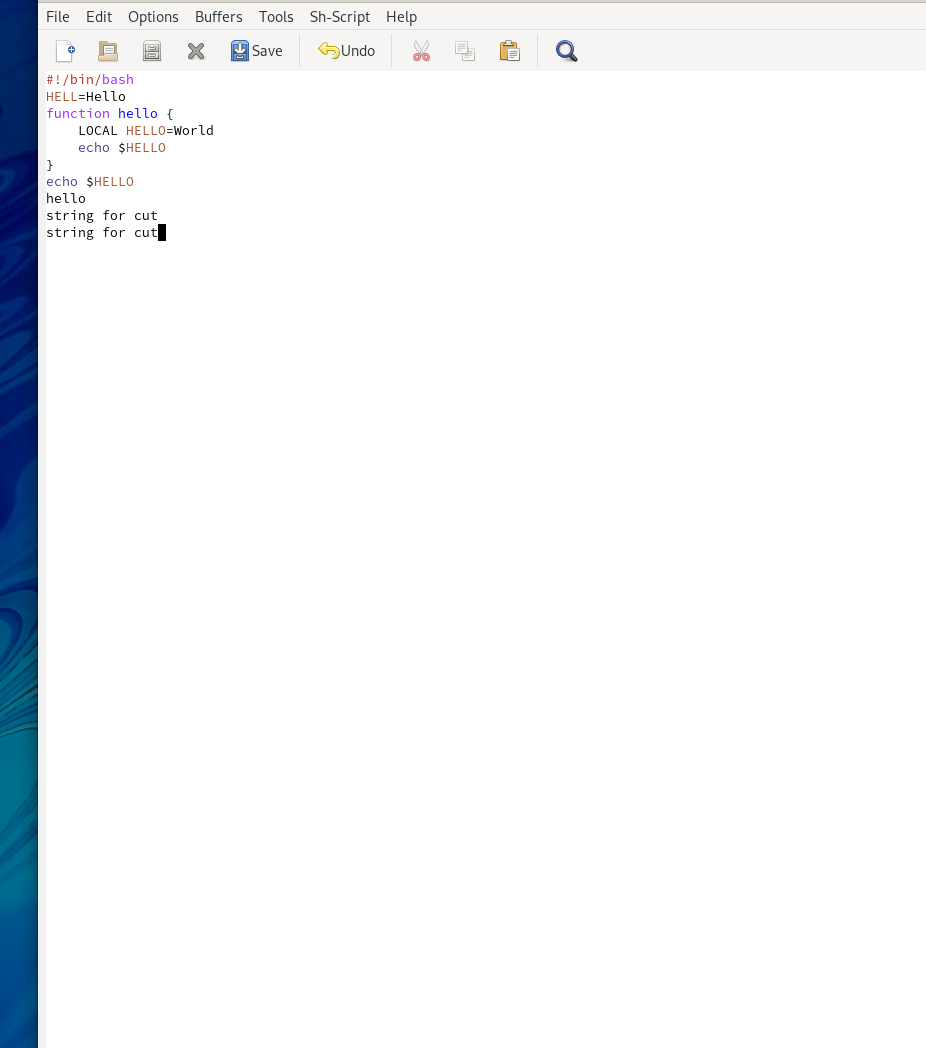 File Edit Options Buffers Tools Sh-Script Help
Save Undo
#!/bin/bash
HELL=Hello
function hello {
    LOCAL HELLO=World
    echo $HELLO
}
echo $HELLO
hello
string for cut
string for cut